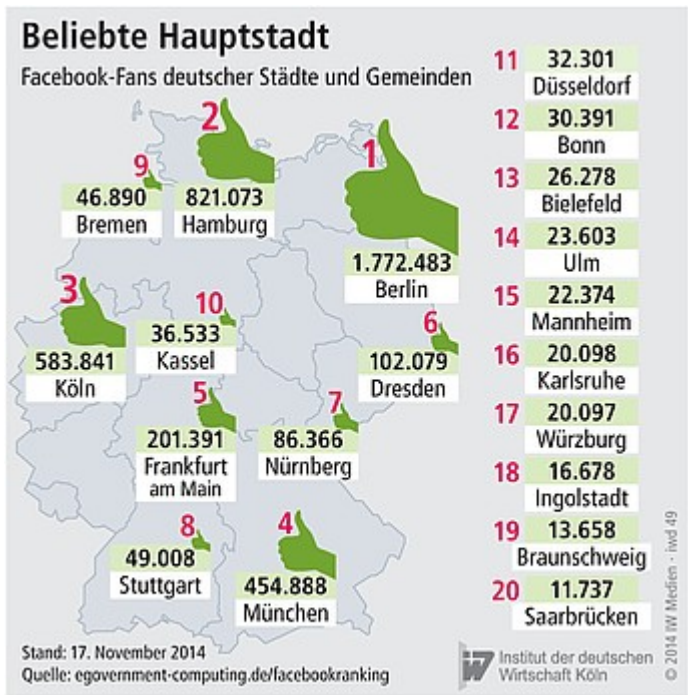 Beliebte Hauptstadt
Facebook-Fans deutscher Städte und Gemeinden
1
1.772.483
Berlin
2
821.073
Hamburg
3
583.841
Köln
4
454.888
München
5
201.391
Frankfurt
am Main
6
102.079
Dresden
7
86.366
Nürnberg
8
49.008
Stuttgart
9
46.890
Bremen
10
36.533
Kassel
11 32.301
Düsseldorf
12 30.391
Bonn
13 26.278
Bielefeld
14 23.603
Ulm
15 22.374
Mannheim
16 20.098
Karlsruhe
17 20.097
Würzburg
18 16.678
Ingolstadt
19 13.658
Braunschweig
20 11.737
Saarbrücken
Stand: 17. November 2014
Quelle: egovernment-computing.de/facebookranking
iw Institut der deutschen
Wirtschaft Köln
© 2014 IW Medien · iwd 49